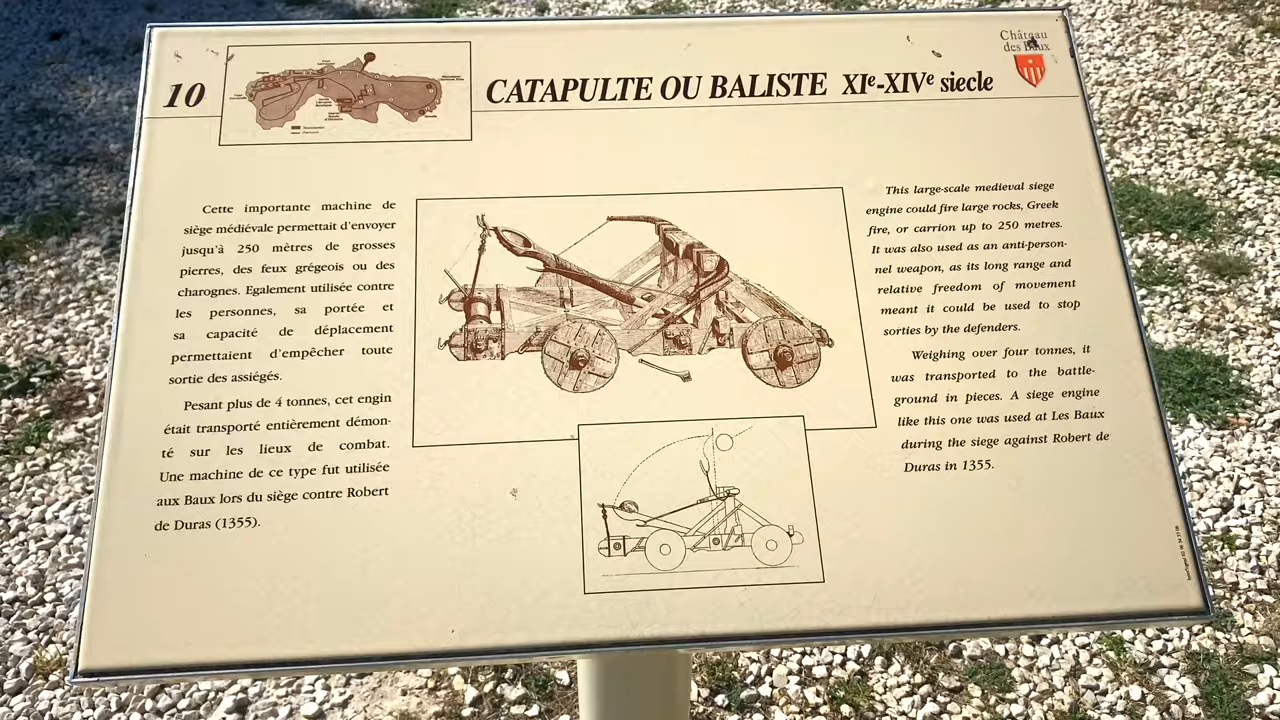 10
CATAPULTE OU BALISTE XIe-XIVe siecle
Château
des Baux
Cette importante machine de
siège médiévale permettait d'envoyer
jusqu'à 250 mètres de grosses
pierres, des feux grégeois ou des
charognes. Egalement utilisée contre
les personnes, sa portée et
sa capacité de déplacement
permettaient d'empêcher toute
sortie des assiégés.
Pesant plus de 4 tonnes, cet engin
était transporté entièrement démon-
té sur les lieux de combat.
Une machine de ce type fut utilisée
aux Baux lors du siège contre Robert
de Duras (1355).
This large-scale medieval siege
engine could fire large rocks, Greek
fire, or carrion up to 250 metres.
It was also used as an anti-person-
nel weapon, as its long range and
relative freedom of movement
meant it could be used to stop
sorties by the defenders.
Weighing over four tonnes, it
was transported to the battle-
ground in pieces. A siege engine
like this one was used at Les Baux
during the siege against Robert de
Duras in 1355.